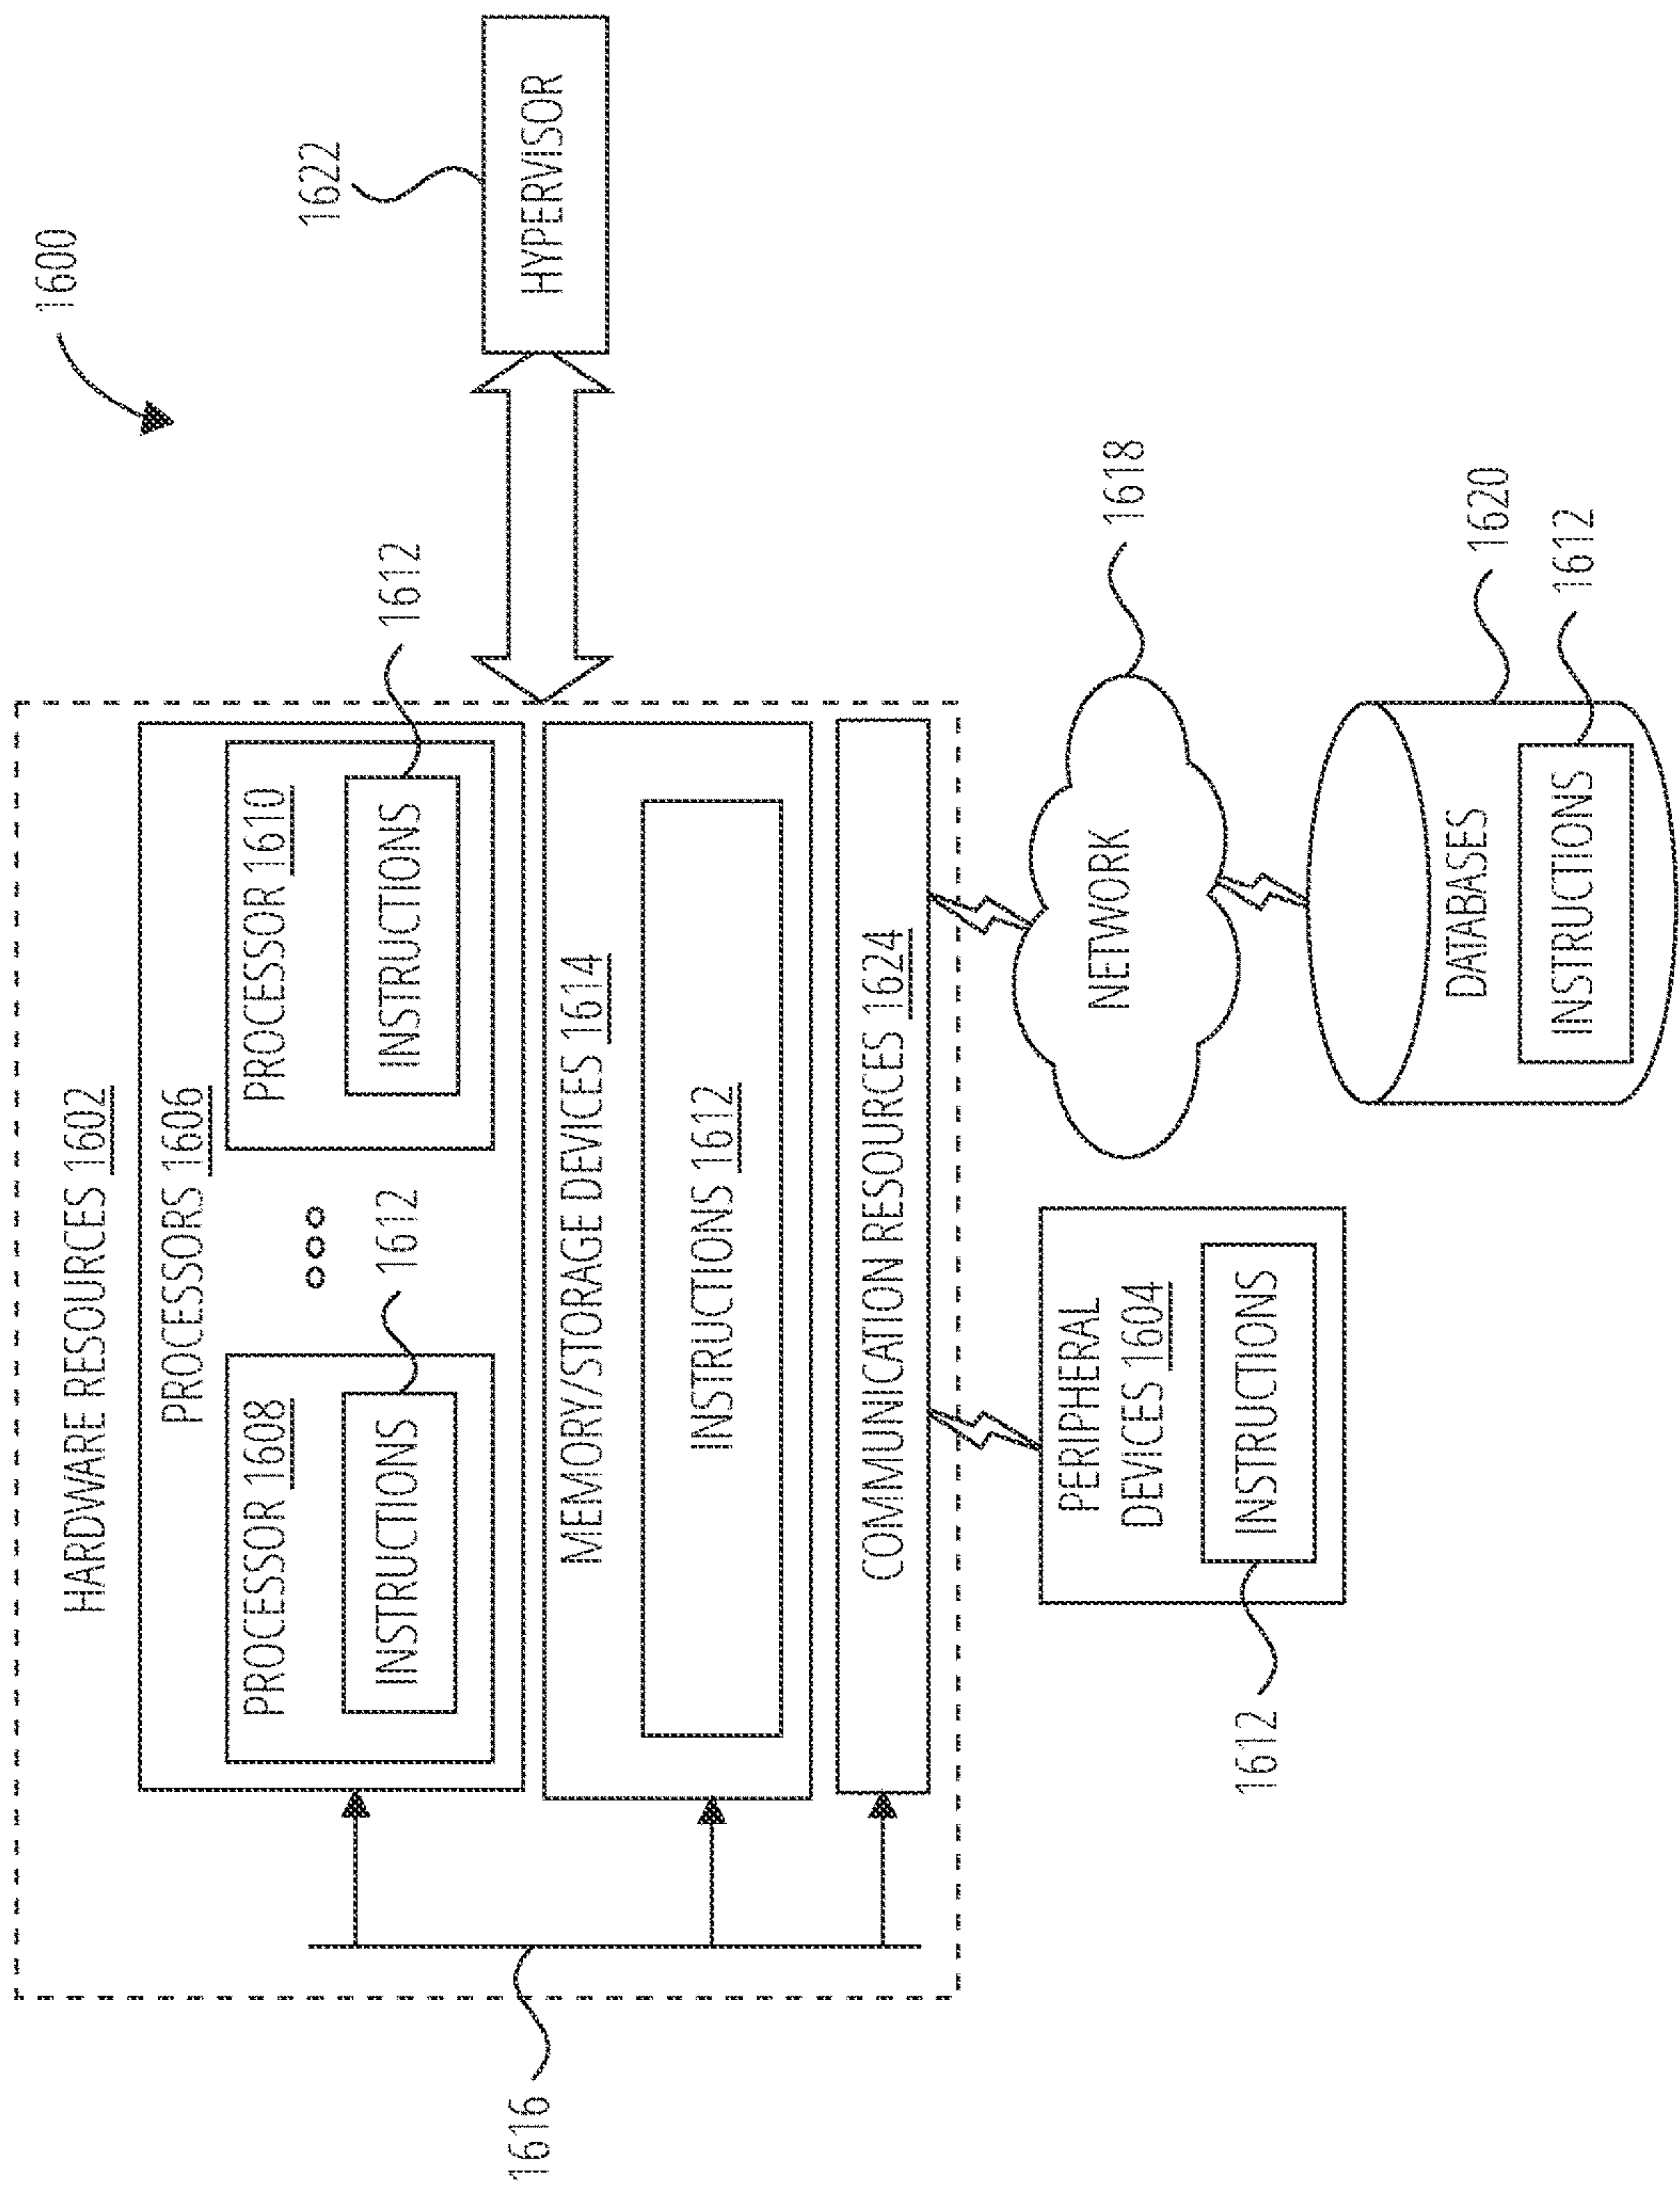 1600
HARDWARE RESOURCES 1602
PROCESSORS 1606
PROCESSOR 1608
INSTRUCTIONS
1612
PROCESSOR 1610
INSTRUCTIONS
1612
1622
HYPERVISOR
MEMORY/STORAGE DEVICES 1614
INSTRUCTIONS 1612
1616
COMMUNICATION RESOURCES 1624
PERIPHERAL
DEVICES 1604
INSTRUCTIONS
1612
NETWORK
1618
DATABASES
1620
INSTRUCTIONS
1612